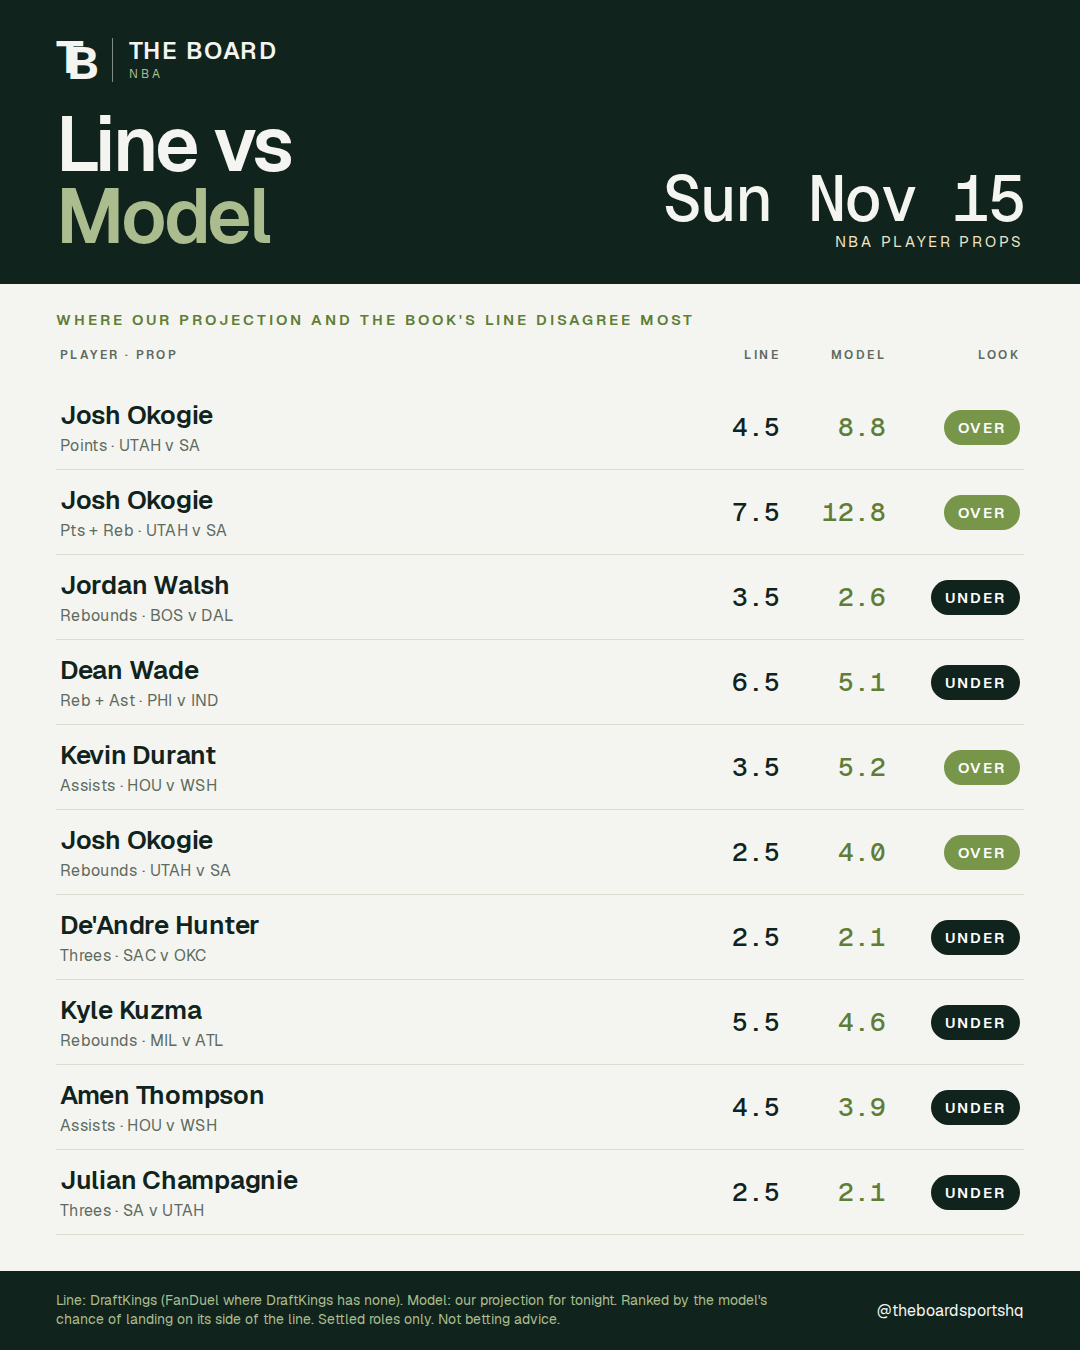 TB
THE BOARD
NBA
Line vs
Model
Sun Nov 15
NBA PLAYER PROPS
WHERE OUR PROJECTION AND THE BOOK'S LINE DISAGREE MOST
PLAYER · PROP LINE MODEL LOOK
Josh Okogie
Points · UTAH v SA
4.5 8.8 OVER
Josh Okogie
Pts + Reb · UTAH v SA
7.5 12.8 OVER
Jordan Walsh
Rebounds · BOS v DAL
3.5 2.6 UNDER
Dean Wade
Reb + Ast · PHI v IND
6.5 5.1 UNDER
Kevin Durant
Assists · HOU v WSH
3.5 5.2 OVER
Josh Okogie
Rebounds · UTAH v SA
2.5 4.0 OVER
De'Andre Hunter
Threes · SAC v OKC
2.5 2.1 UNDER
Kyle Kuzma
Rebounds · MIL v ATL
5.5 4.6 UNDER
Amen Thompson
Assists · HOU v WSH
4.5 3.9 UNDER
Julian Champagnie
Threes · SA v UTAH
2.5 2.1 UNDER
Line: DraftKings (FanDuel where DraftKings has none). Model: our projection for tonight. Ranked by the model's
chance of landing on its side of the line. Settled roles only. Not betting advice.
@theboardsportshq